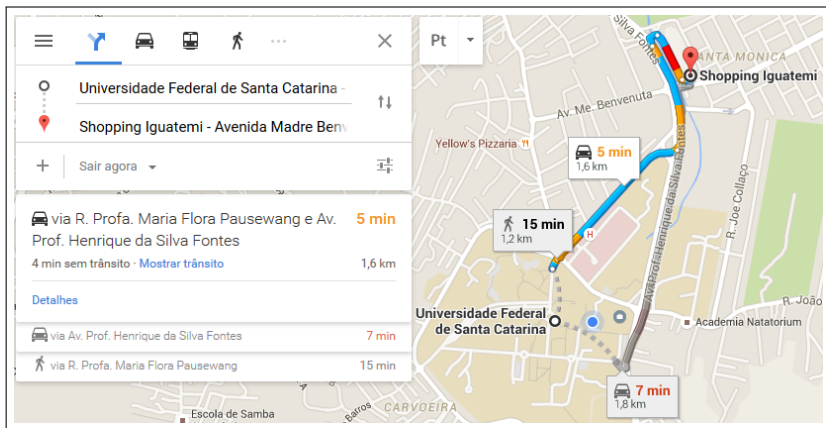 Universidade Federal de Santa Catarina -
Shopping Iguatemi - Avenida Madre Benv
Sair agora
via R. Profa. Maria Flora Pausewang e Av.
Prof. Henrique da Silva Fontes
5 min
4 min sem trânsito · Mostrar trânsito
1,6 km
Detalhes
via Av. Prof. Henrique da Silva Fontes
7 min
via R. Profa. Maria Flora Pausewang
15 min
Escola de Samba
Pt
Silva Fontes
SANTA MONICA
Shopping Iguatemi
Av. Me. Benvenuta
Yellow's Pizzaria
5 min
1,6 km
Av. Prof. Henrique da Silva Fontes
R. Joe Collaço
15 min
1,2 km
H
Universidade Federal
de Santa Catarina
R. João
Academia Natatorium
7 min
1,8 km
Barros
CARVOEIRA